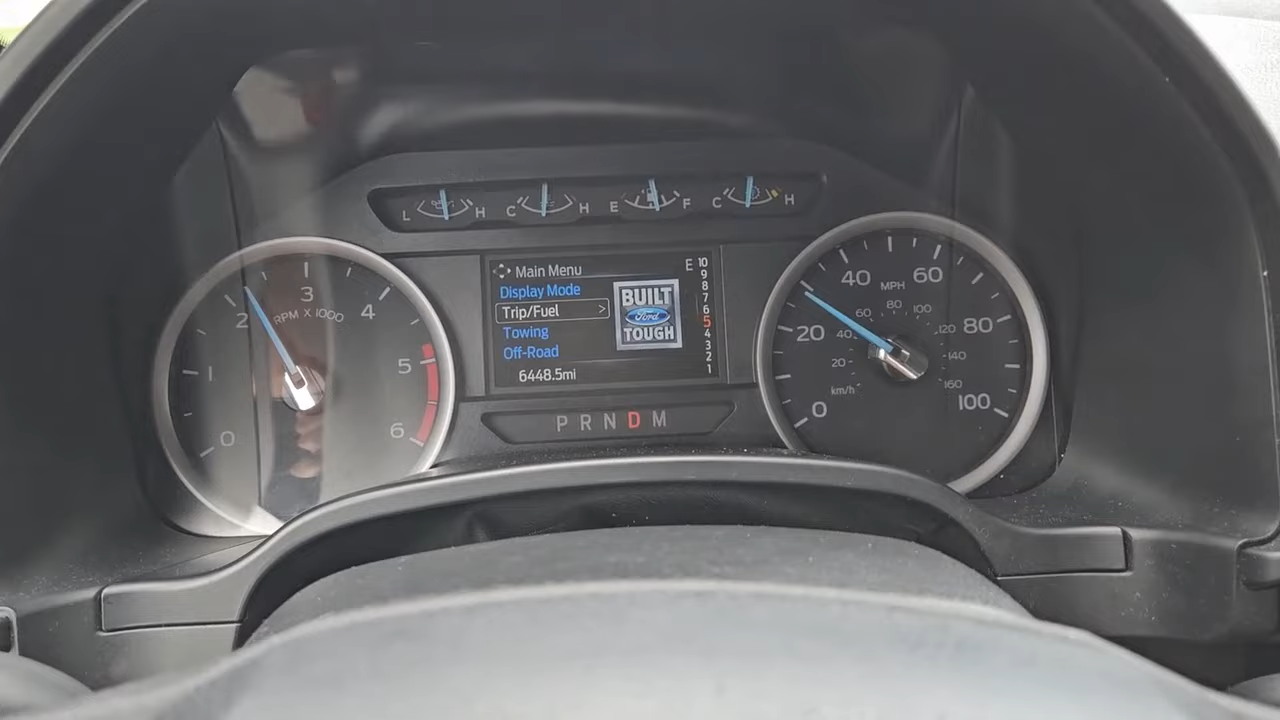 L H C H E F C H
Main Menu
Display Mode
Trip/Fuel >
Towing
Off-Road
6448.5mi
BUILT
Ford
TOUGH
E 10
9
8
7
6
5
4
3
2
1
P R N D M
0 1 2 3 4 5 6
RPM X 1000
0 20 40 60 80 100
MPH
20 40 60 80 100 120 140 160
km/h